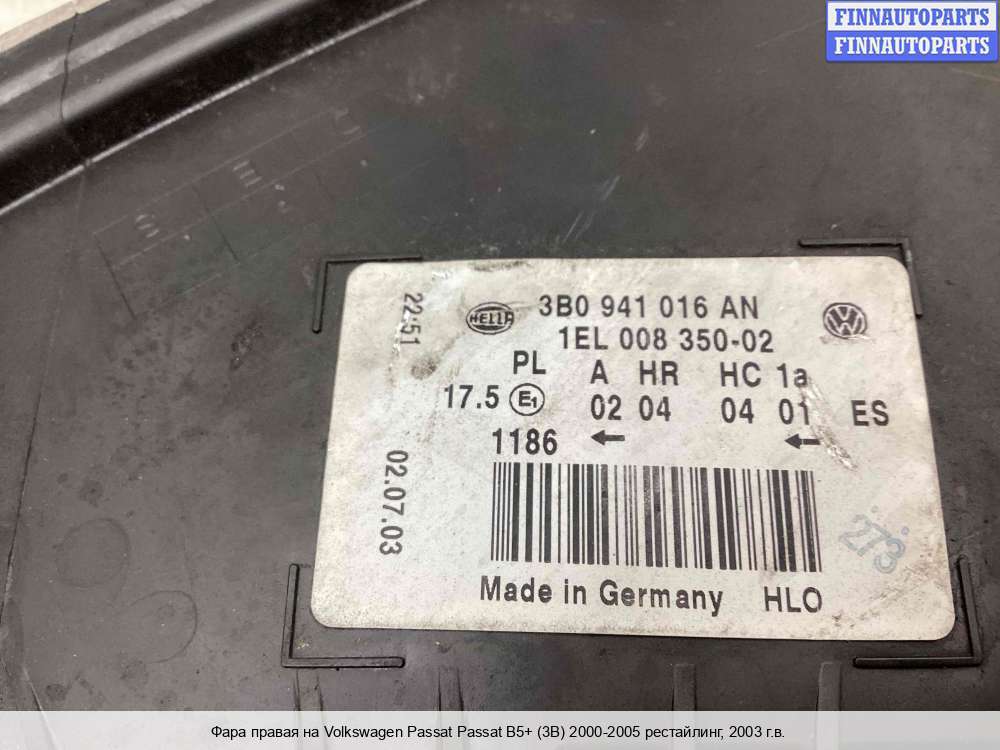 FINNAUTOPARTS
FINNAUTOPARTS
22:51
HELLA
3B0 941 016 AN
1EL 008 350-02
PL A HR HC 1a
17.5 E1 02 04 04 01 ES
1186
02.07.03
273
Made in Germany HLO
Фара правая на Volkswagen Passat Passat B5+ (3B) 2000-2005 рестайлинг, 2003 г.в.